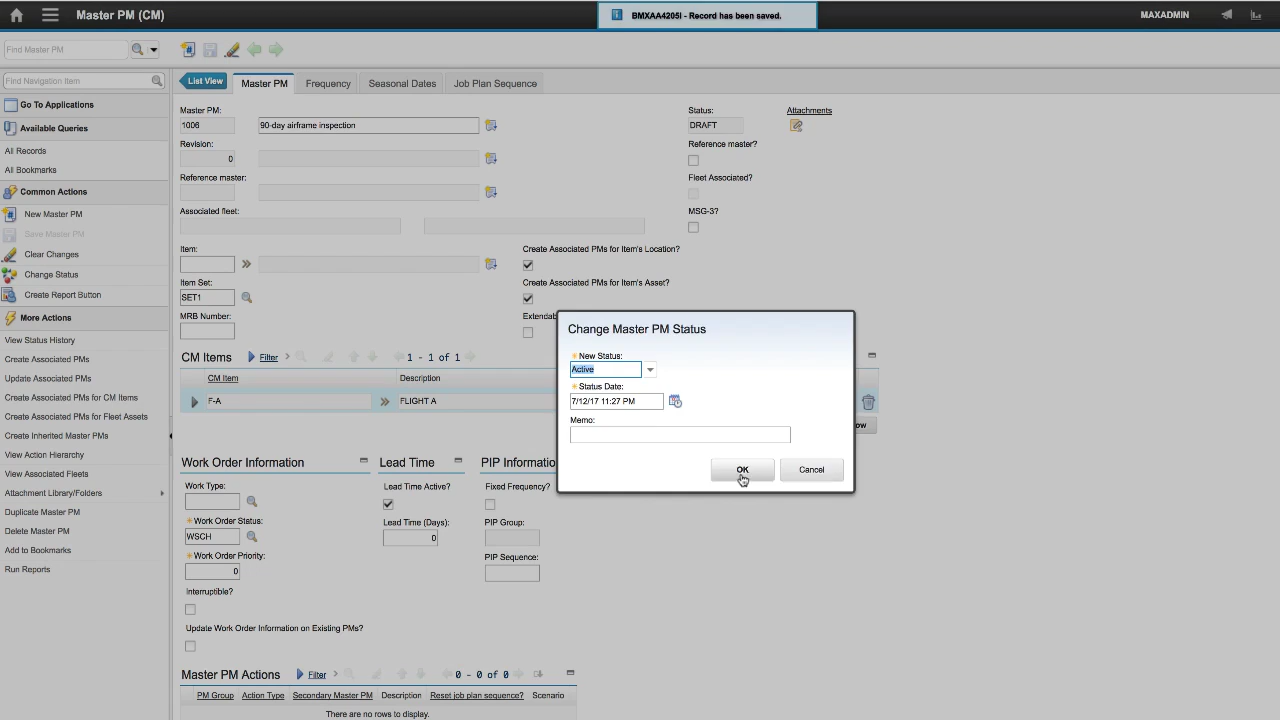 Master PM (CM)
BMXAA4205I - Record has been saved.
MAXADMIN
Find Master PM
Find Navigation Item
Go To Applications
Available Queries
All Records
All Bookmarks
Common Actions
New Master PM
Save Master PM
Clear Changes
Change Status
Create Report Button
More Actions
View Status History
Create Associated PMs
Update Associated PMs
Create Associated PMs for CM Items
Create Associated PMs for Fleet Assets
Create Inherited Master PMs
View Action Hierarchy
View Associated Fleets
Attachment Library/Folders
Duplicate Master PM
Delete Master PM
Add to Bookmarks
Run Reports
List View
Master PM
Frequency
Seasonal Dates
Job Plan Sequence
Master PM:
1006
90-day airframe inspection
Status:
DRAFT
Attachments
Revision:
0
Reference master?
Reference master:
Fleet Associated?
Associated fleet:
MSG-3?
Item:
Create Associated PMs for Item's Location?
Item Set:
SET1
Create Associated PMs for Item's Asset?
MRB Number:
Extendab
CM Items
Filter
1 - 1 of 1
CM Item
Description
F-A
FLIGHT A
ow
Change Master PM Status
*New Status:
Active
*Status Date:
7/12/17 11:27 PM
Memo:
OK
Cancel
Work Order Information
Lead Time
PIP Informatio
Work Type:
Lead Time Active?
Fixed Frequency?
*Work Order Status:
WSCH
Lead Time (Days):
0
PIP Group:
*Work Order Priority:
0
PIP Sequence:
Interruptible?
Update Work Order Information on Existing PMs?
Master PM Actions
Filter
0 - 0 of 0
PM Group
Action Type
Secondary Master PM
Description
Reset job plan sequence?
Scenario
There are no rows to display.